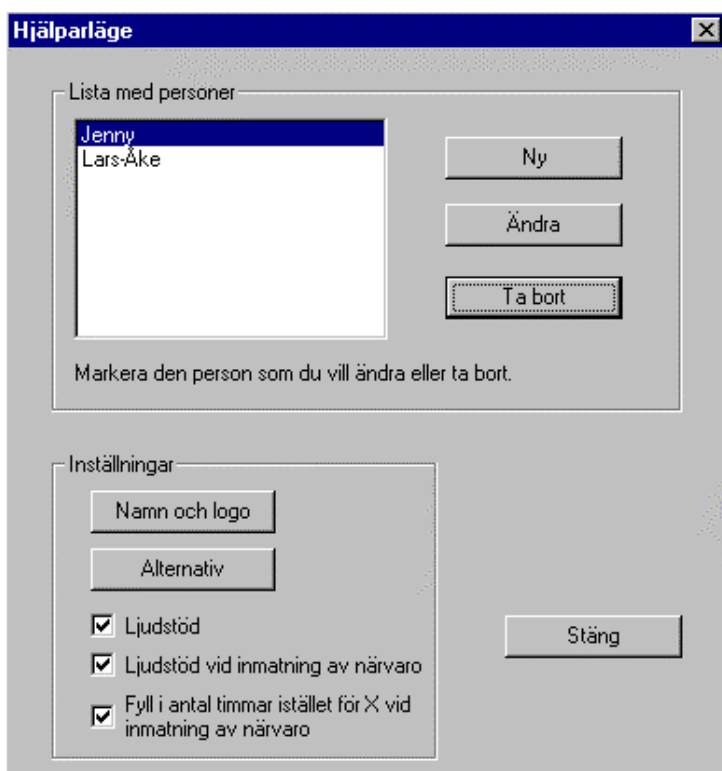 Hjälparläge
Lista med personer
Jenny
Lars-Åke
Ny
Ändra
Ta bort
Markera den person som du vill ändra eller ta bort.
Inställningar
Namn och logo
Alternativ
Ljudstöd
Ljudstöd vid inmatning av närvaro
Fyll i antal timmar istället för X vid
inmatning av närvaro
Stäng